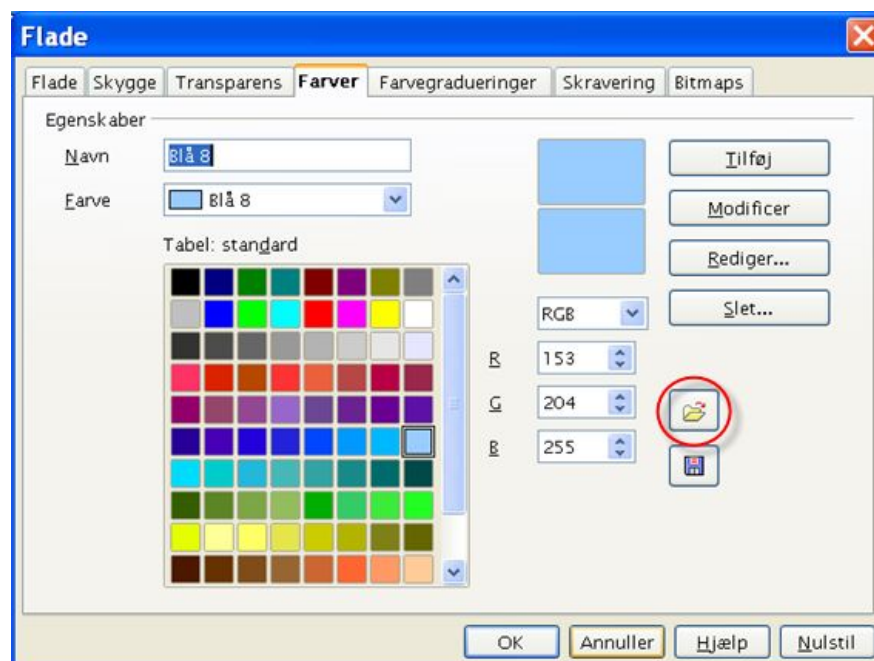 Flade
Flade Skygge Transparens Farver Farvegradueringer Skravering Bitmaps
Egenskaber
Navn Blå 8 Tilføj
Farve Blå 8 Modificer
Tabel: standard Rediger...
RGB Slet...
R 153
G 204
B 255
OK Annuller Hjælp Nulstil